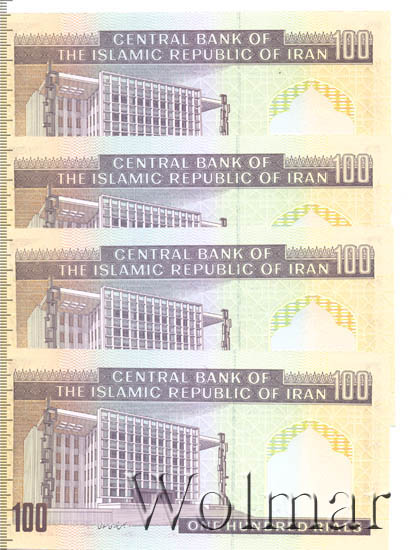 CENTRAL BANK OF
THE ISLAMIC REPUBLIC OF IRAN 100
CENTRAL BANK OF
THE ISLAMIC REPUBLIC OF IRAN 100
CENTRAL BANK OF
THE ISLAMIC REPUBLIC OF IRAN 100
CENTRAL BANK OF
THE ISLAMIC REPUBLIC OF IRAN 100
100
ONE HUNDRED RIALS
Wolmar